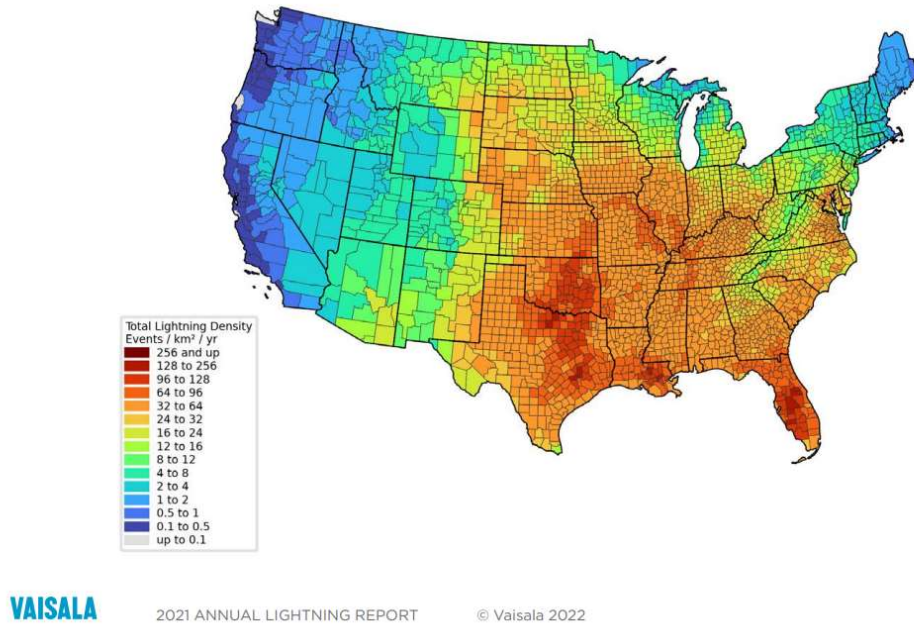 Total Lightning Density
Events / km² / yr
256 and up
128 to 256
96 to 128
64 to 96
32 to 64
24 to 32
16 to 24
12 to 16
8 to 12
4 to 8
2 to 4
1 to 2
0.5 to 1
0.1 to 0.5
up to 0.1
VAISALA 2021 ANNUAL LIGHTNING REPORT © Vaisala 2022